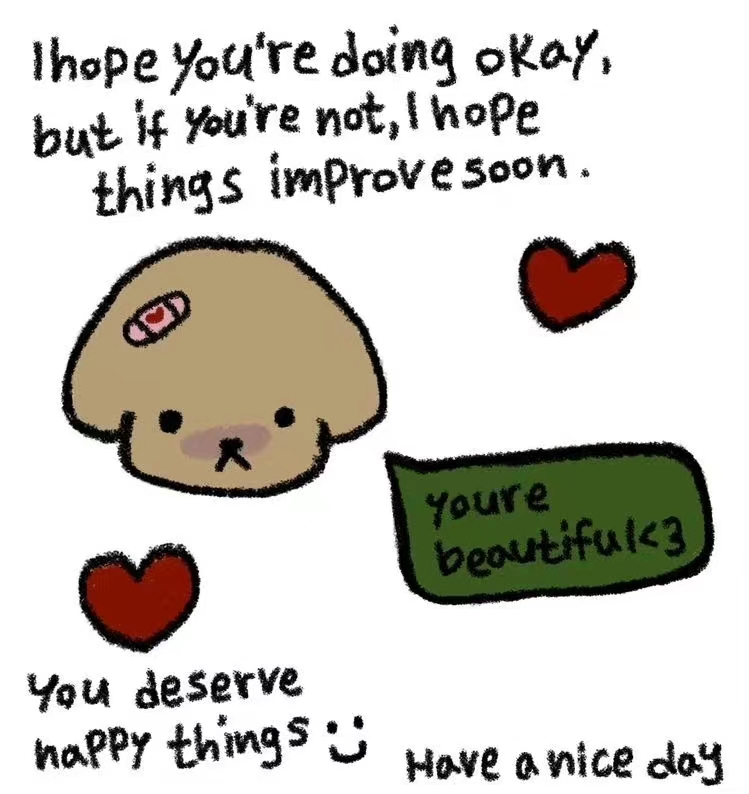 I hope you're doing okay,
but if you're not, I hope
things improve soon.
youre
beautiful<3
You deserve
happy things :)
Have a nice day